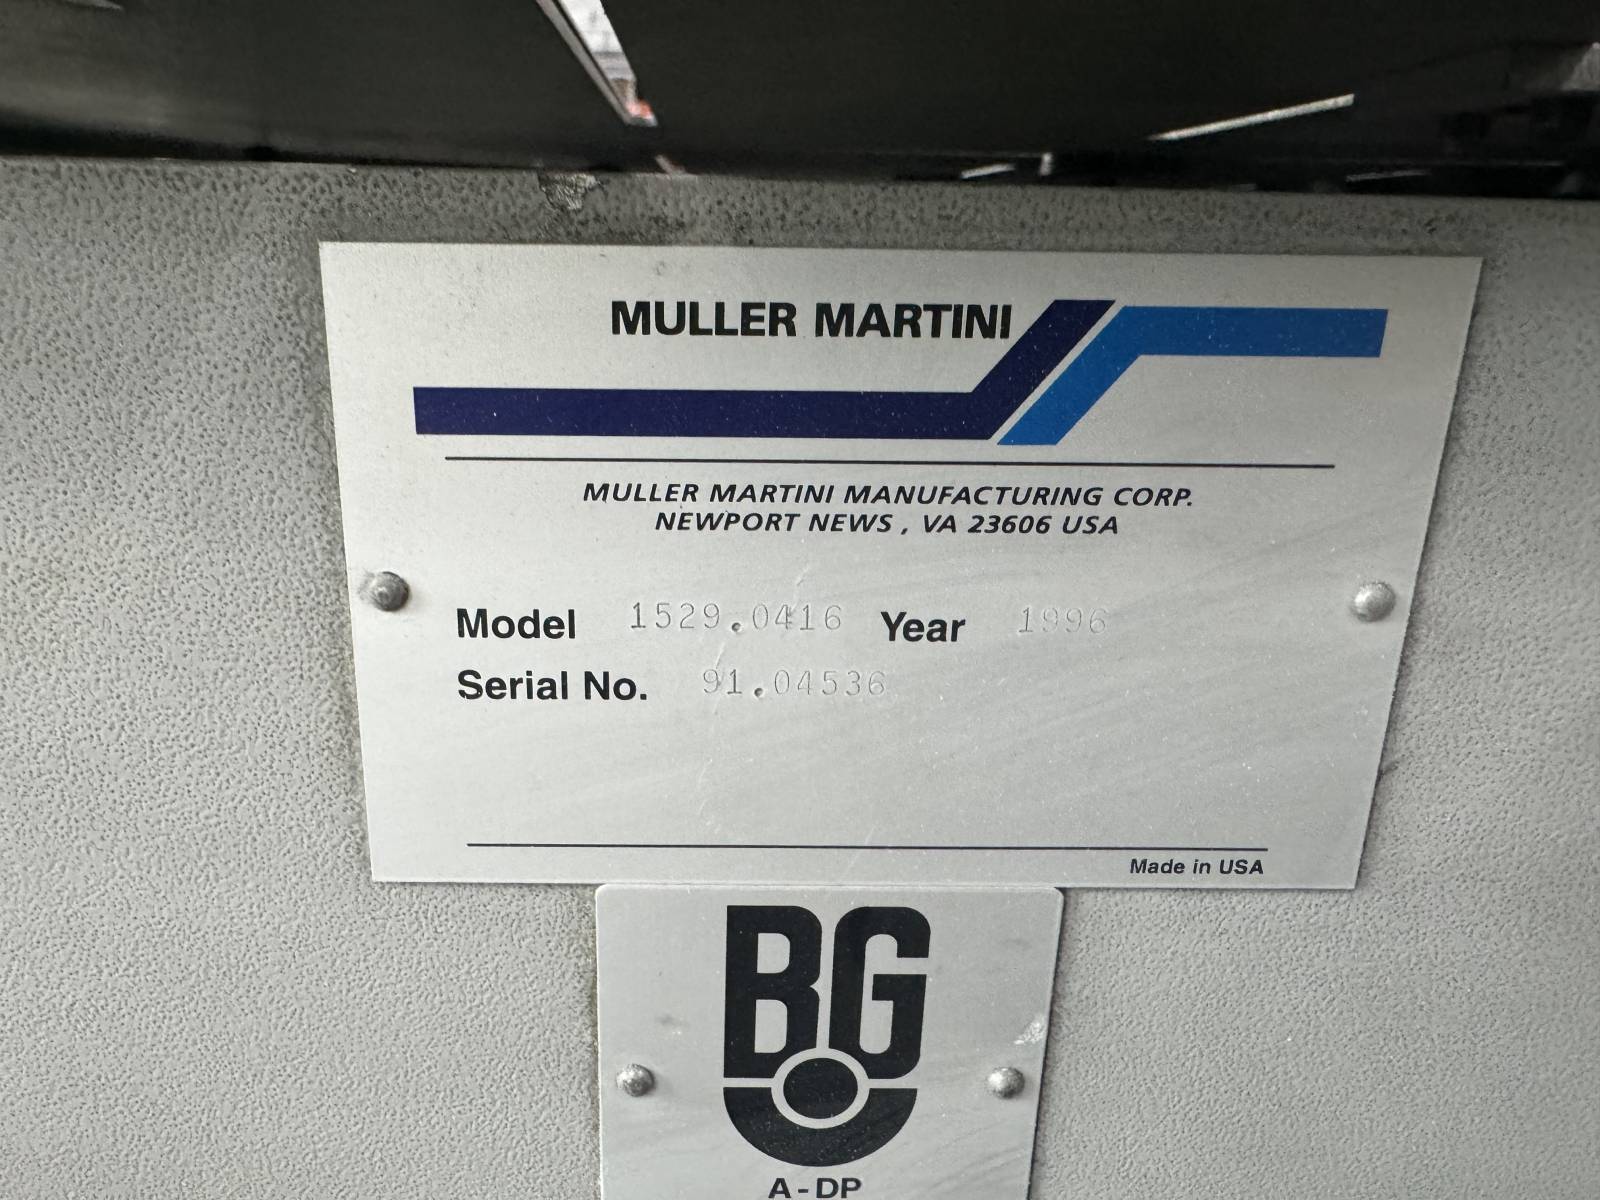 MULLER MARTINI
MULLER MARTINI MANUFACTURING CORP.
NEWPORT NEWS , VA 23606 USA
Model 1529.0416 Year 1996
Serial No. 91.04536
Made in USA
BG
A-DP